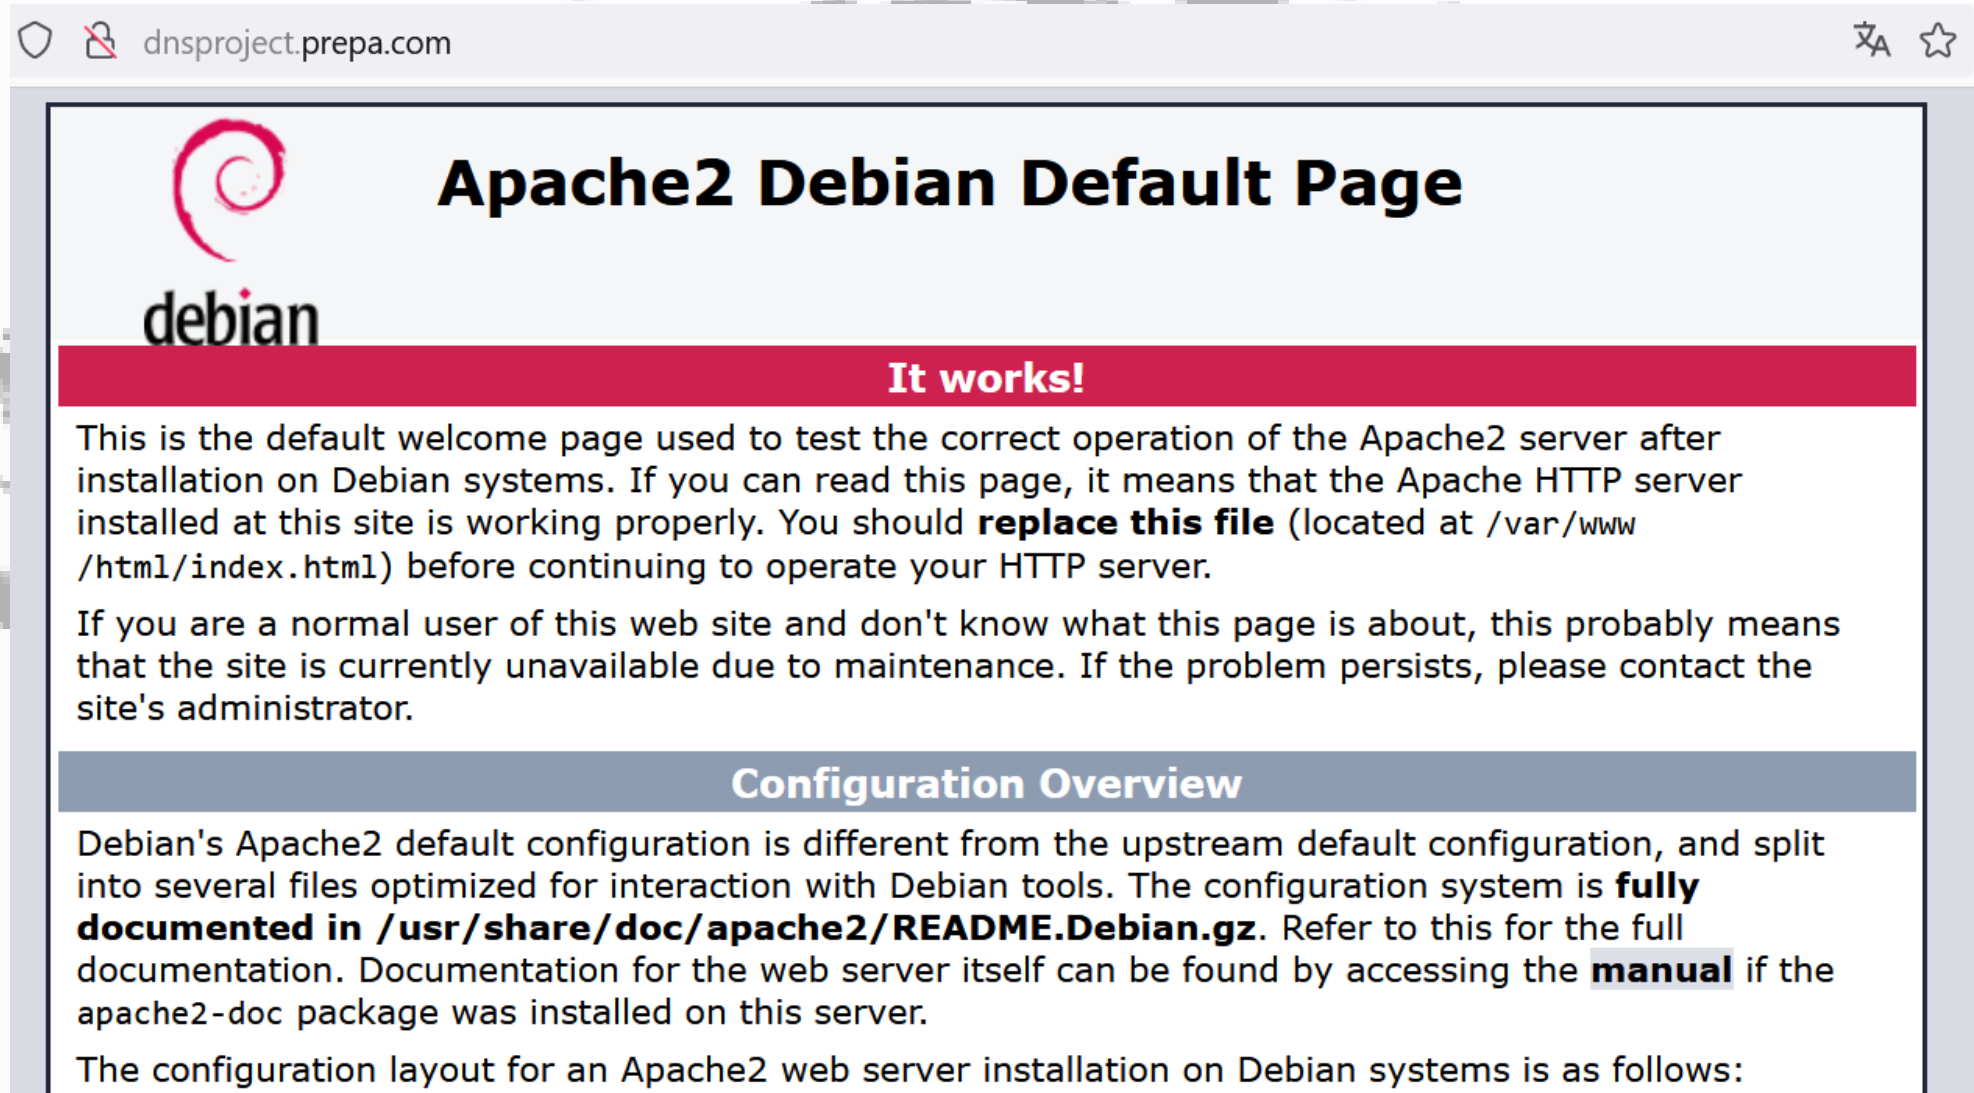 dnsproject.prepa.com
Apache2 Debian Default Page
debian
It works!
This is the default welcome page used to test the correct operation of the Apache2 server after
installation on Debian systems. If you can read this page, it means that the Apache HTTP server
installed at this site is working properly. You should replace this file (located at /var/www
/html/index.html) before continuing to operate your HTTP server.
If you are a normal user of this web site and don't know what this page is about, this probably means
that the site is currently unavailable due to maintenance. If the problem persists, please contact the
site's administrator.
Configuration Overview
Debian's Apache2 default configuration is different from the upstream default configuration, and split
into several files optimized for interaction with Debian tools. The configuration system is fully
documented in /usr/share/doc/apache2/README.Debian.gz. Refer to this for the full
documentation. Documentation for the web server itself can be found by accessing the manual if the
apache2-doc package was installed on this server.
The configuration layout for an Apache2 web server installation on Debian systems is as follows: